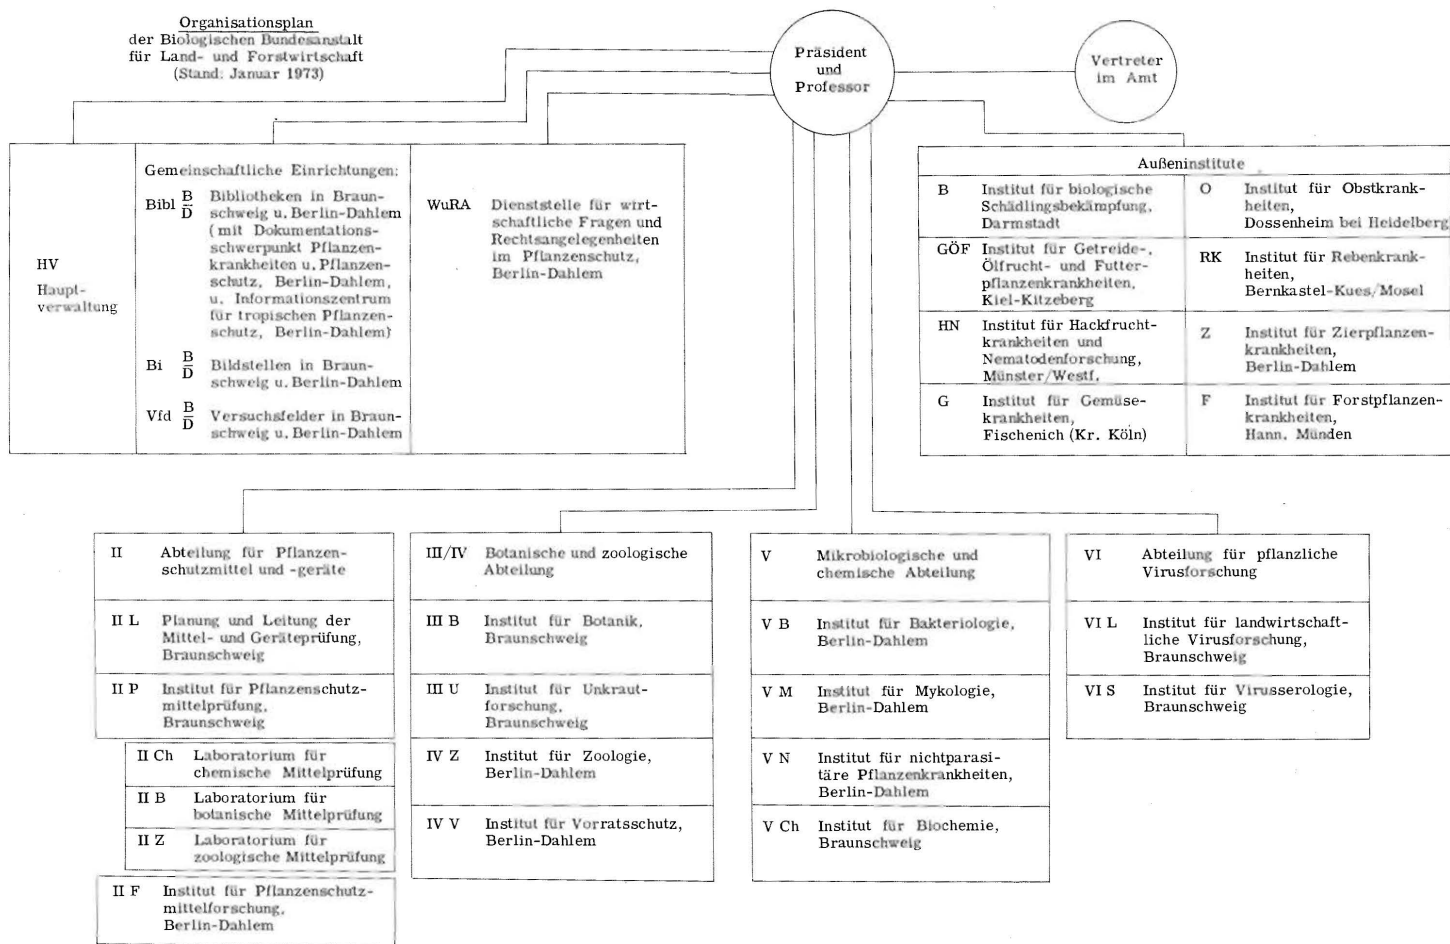 Organisationsplan
der Biologischen Bundesanstalt
für Land- und Forstwirtschaft
(Stand: Januar 1973)
Präsident
und
Professor
Vertreter
im Amt
HV
Haupt-
verwaltung
Gemeinschaftliche Einrichtungen:
Bibl B/D Bibliotheken in Braun-
schweig u. Berlin-Dahlem
(mit Dokumentations-
schwerpunkt Pflanzen-
krankheiten u. Pflanzen-
schutz, Berlin-Dahlem,
u. Informationszentrum
für tropischen Pflanzen-
schutz, Berlin-Dahlem)
Bi B/D Bildstellen in Braun-
schweig u. Berlin-Dahlem
Vfd B/D Versuchsfelder in Braun-
schweig u. Berlin-Dahlem
WuRA Dienststelle für wirt-
schaftliche Fragen und
Rechtsangelegenheiten
im Pflanzenschutz,
Berlin-Dahlem
Außeninstitute
B Institut für biologische
Schädlingsbekämpfung,
Darmstadt
GÖF Institut für Getreide-,
Ölfrucht- und Futter-
pflanzenkrankheiten,
Kiel-Kitzeberg
HN Institut für Hackfrucht-
krankheiten und
Nematodenforschung,
Münster/Westf.
G Institut für Gemüse-
krankheiten,
Fischenich (Kr. Köln)
O Institut für Obstkrank-
heiten,
Dossenheim bei Heidelberg
RK Institut für Rebenkrank-
heiten,
Bernkastel-Kues/Mosel
Z Institut für Zierpflanzen-
krankheiten,
Berlin-Dahlem
F Institut für Forstpflanzen-
krankheiten,
Hann. Münden
II Abteilung für Pflanzen-
schutzmittel und -geräte
II L Planung und Leitung der
Mittel- und Geräteprüfung,
Braunschweig
II P Institut für Pflanzenschutz-
mittelprüfung,
Braunschweig
II Ch Laboratorium für
chemische Mittelprüfung
II B Laboratorium für
botanische Mittelprüfung
II Z Laboratorium für
zoologische Mittelprüfung
II F Institut für Pflanzenschutz-
mittelforschung,
Berlin-Dahlem
III/IV Botanische und zoologische
Abteilung
III B Institut für Botanik,
Braunschweig
III U Institut für Unkraut-
forschung,
Braunschweig
IV Z Institut für Zoologie,
Berlin-Dahlem
IV V Institut für Vorratsschutz,
Berlin-Dahlem
V Mikrobiologische und
chemische Abteilung
V B Institut für Bakteriologie,
Berlin-Dahlem
V M Institut für Mykologie,
Berlin-Dahlem
V N Institut für nichtparasi-
täre Pflanzenkrankheiten,
Berlin-Dahlem
V Ch Institut für Biochemie,
Braunschweig
VI Abteilung für pflanzliche
Virusforschung
VI L Institut für landwirtschaft-
liche Virusforschung,
Braunschweig
VI S Institut für Virusserologie,
Braunschweig